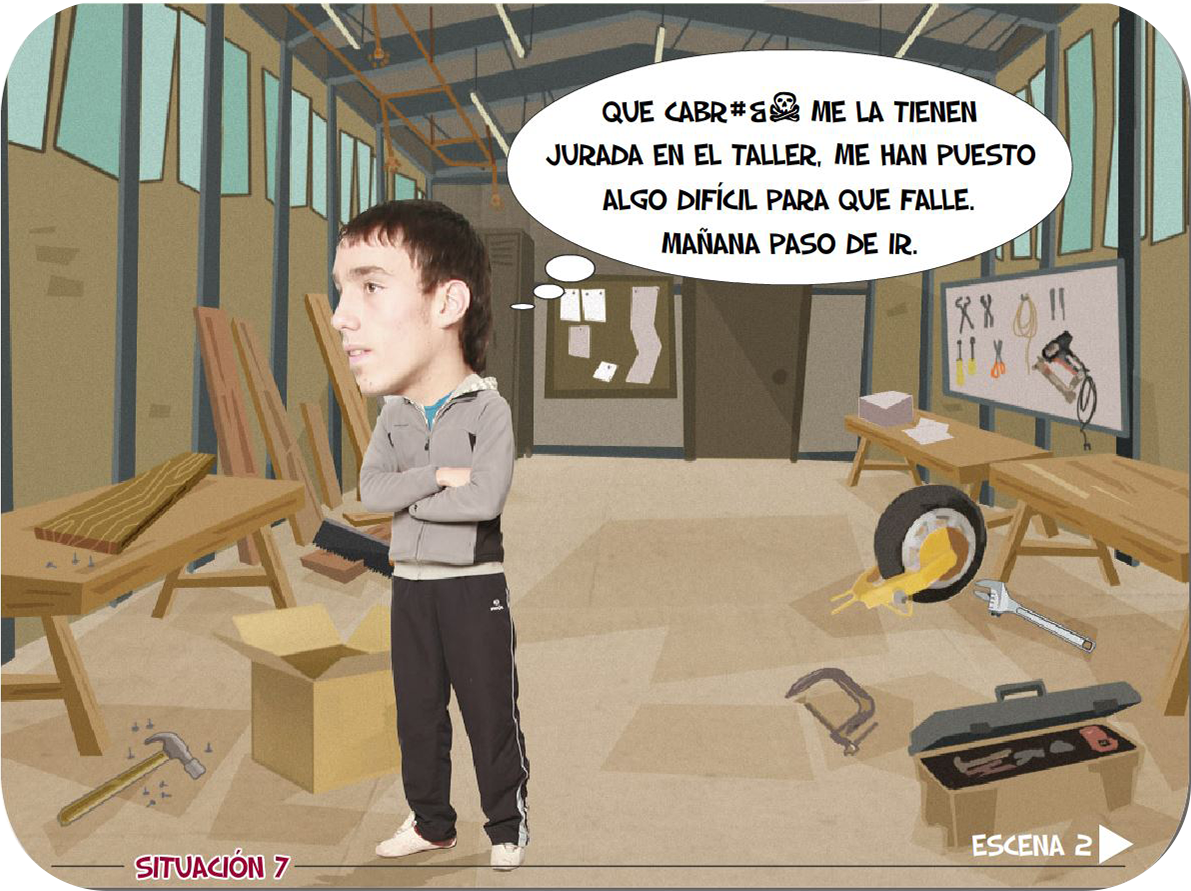 QUE CABR#&☠ ME LA TIENEN
JURADA EN EL TALLER, ME HAN PUESTO
ALGO DIFÍCIL PARA QUE FALLE.
MAÑANA PASO DE IR.
SITUACIÓN 7
ESCENA 2